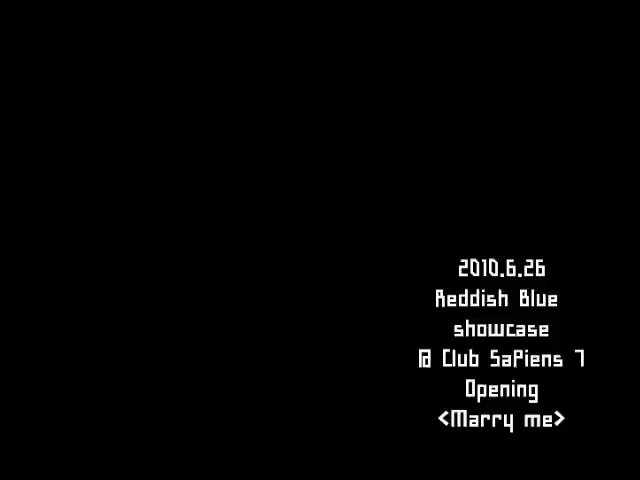 2010.6.26
Reddish Blue
showcase
@ Club SaPiens 7
Opening
<Marry me>